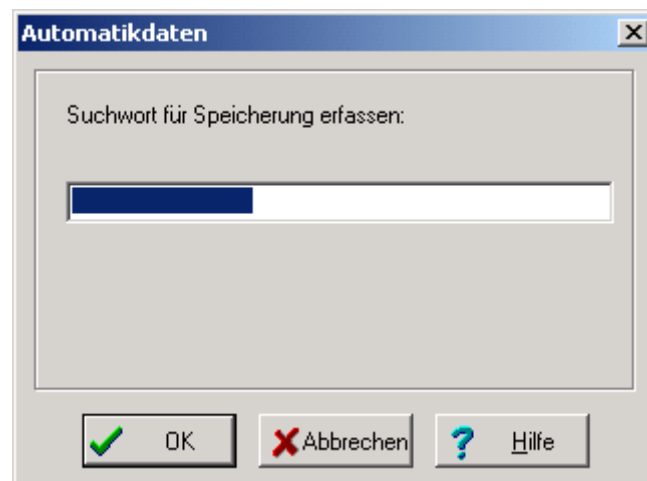 Automatikdaten
Suchwort für Speicherung erfassen:
OK
Abbrechen
Hilfe